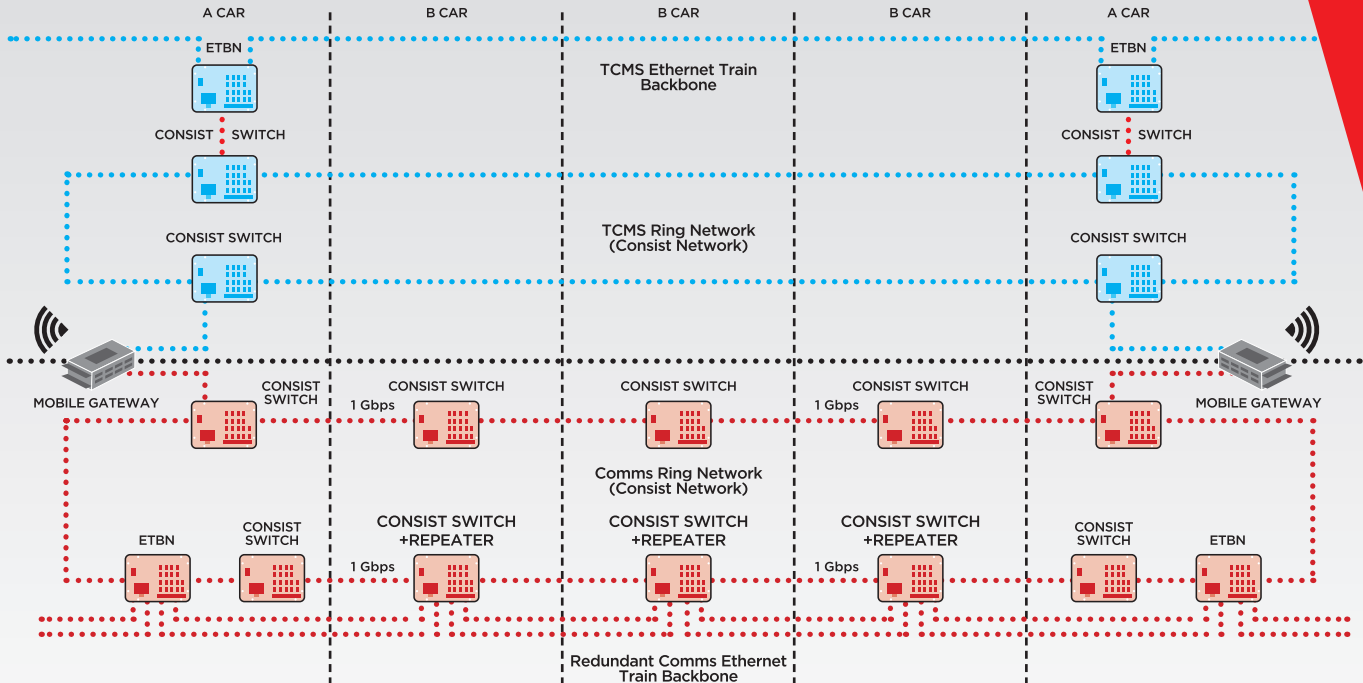 A CAR
B CAR
B CAR
B CAR
A CAR
ETBN
ETBN
TCMS Ethernet Train
Backbone
CONSIST SWITCH
CONSIST SWITCH
TCMS Ring Network
(Consist Network)
CONSIST SWITCH
CONSIST SWITCH
MOBILE GATEWAY
MOBILE GATEWAY
CONSIST
SWITCH
CONSIST SWITCH
CONSIST SWITCH
CONSIST SWITCH
CONSIST
SWITCH
1 Gbps
1 Gbps
Comms Ring Network
(Consist Network)
ETBN
CONSIST
SWITCH
CONSIST SWITCH
+REPEATER
CONSIST SWITCH
+REPEATER
CONSIST SWITCH
+REPEATER
CONSIST
SWITCH
ETBN
1 Gbps
1 Gbps
Redundant Comms Ethernet
Train Backbone